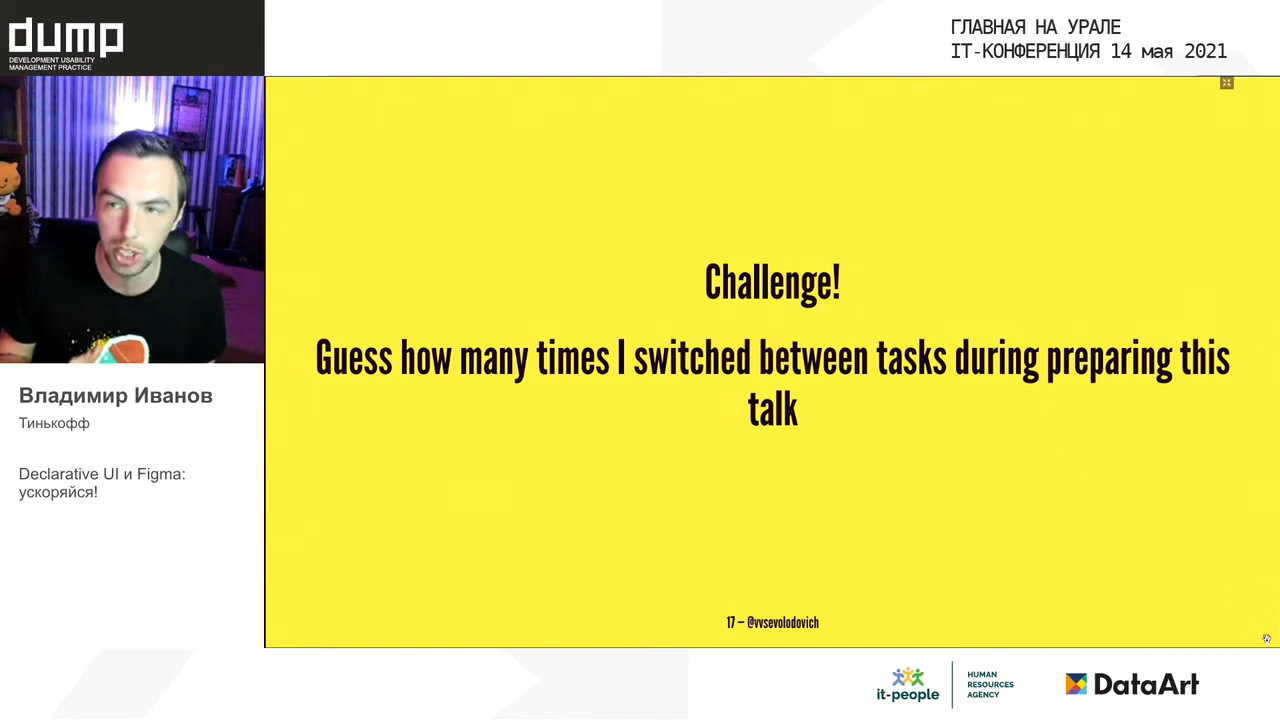 dump
DEVELOPMENT USABILITY
MANAGEMENT PRACTICE
ГЛАВНАЯ НА УРАЛЕ
IT-КОНФЕРЕНЦИЯ 14 мая 2021
Владимир Иванов
Тинькофф
Declarative UI и Figma:
ускоряйся!
Challenge!
Guess how many times I switched between tasks during preparing this
talk
17 – @vvsevolodovich
it-people
HUMAN
RESOURCES
AGENCY
DataArt